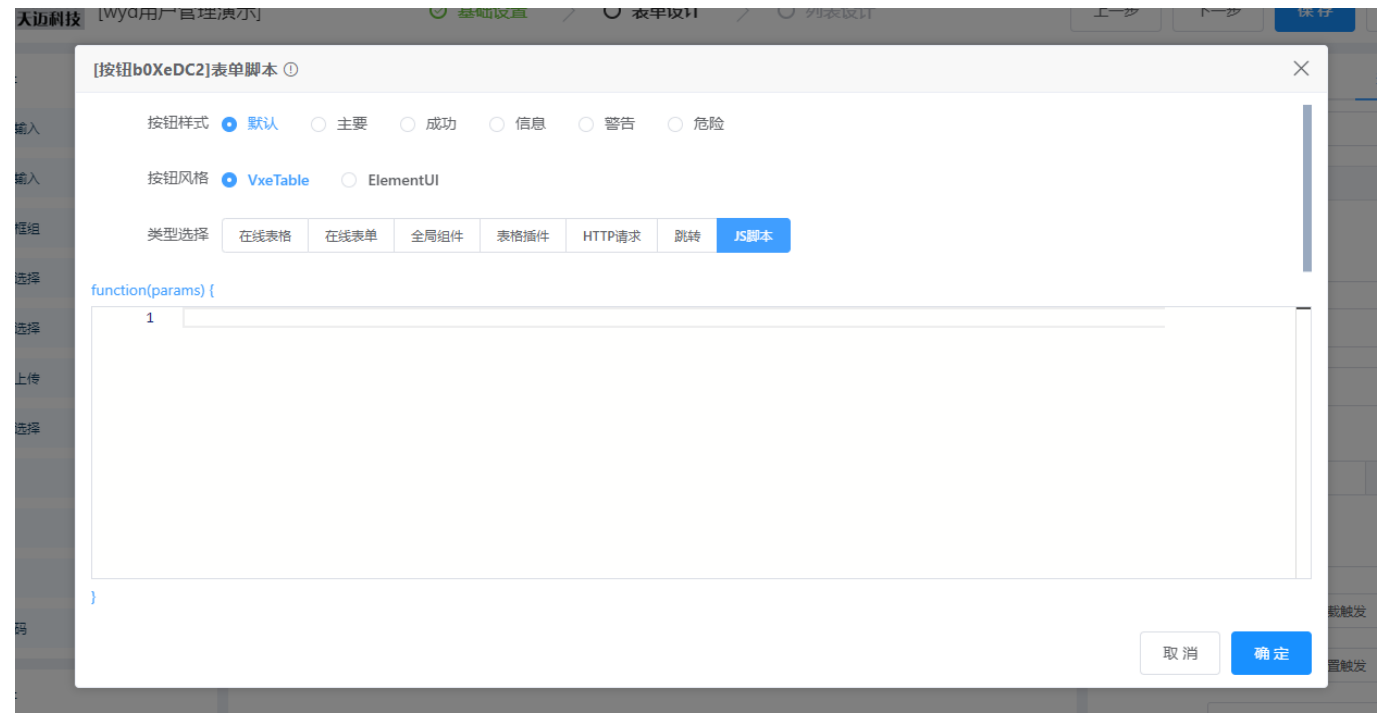 天迈科技 [wyd用户管理演示] 基础设置 表单设计 列表设计 上一步 下一步 保存
[按钮b0XeDC2]表单脚本
输入
按钮样式 默认 主要 成功 信息 警告 危险
输入
按钮风格 VxeTable ElementUI
框组
类型选择 在线表格 在线表单 全局组件 表格插件 HTTP请求 跳转 JS脚本
选择
function(params) {
1
选择
上传
选择
}
码
载触发
取消 确定
置触发